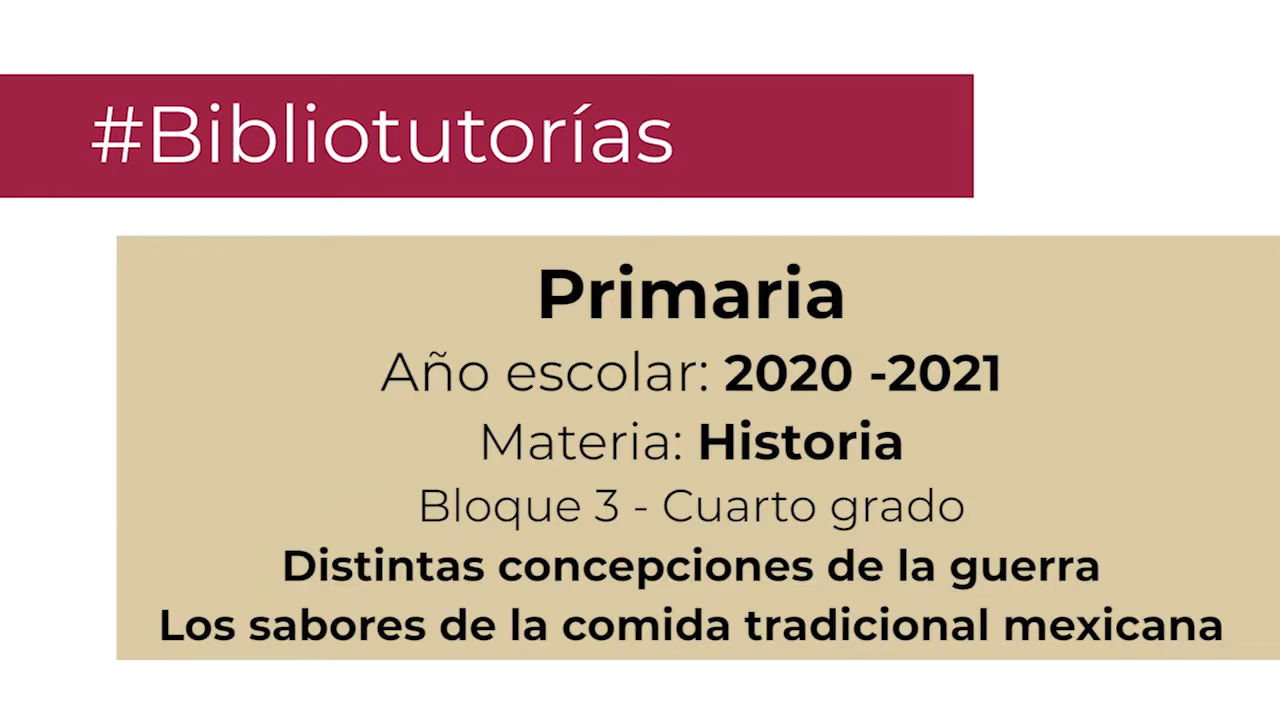 #Bibliotutorías
Primaria
Año escolar: 2020 -2021
Materia: Historia
Bloque 3 - Cuarto grado
Distintas concepciones de la guerra
Los sabores de la comida tradicional mexicana